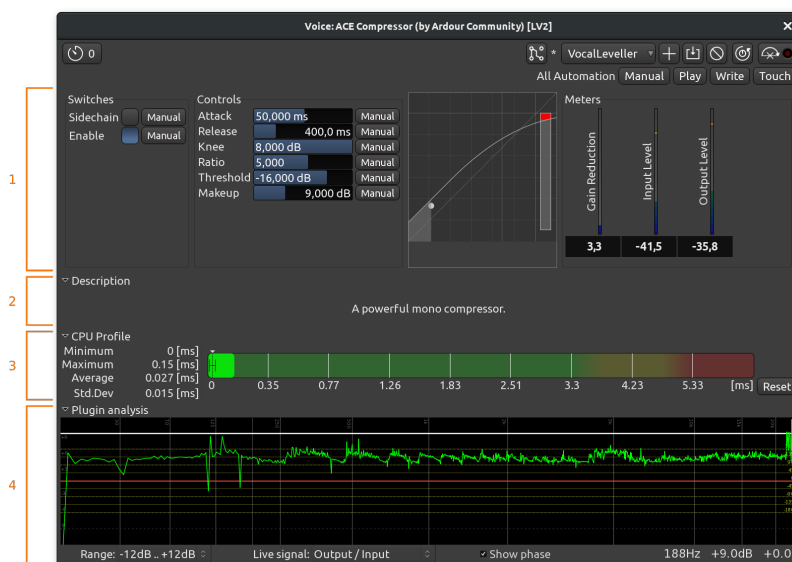 Voice: ACE Compressor (by Ardour Community) [LV2]
0
* VocalLeveller
All Automation Manual Play Write Touch
1
Switches
Sidechain Manual
Enable Manual
Controls
Attack 50,000 ms Manual
Release 400,0 ms Manual
Knee 8,000 dB Manual
Ratio 5,000 Manual
Threshold -16,000 dB Manual
Makeup 9,000 dB Manual
Meters
Gain Reduction
Input Level
Output Level
3,3 -41,5 -35,8
2
Description
A powerful mono compressor.
3
CPU Profile
Minimum 0 [ms]
Maximum 0.15 [ms]
Average 0.027 [ms]
Std.Dev 0.015 [ms]
0 0.35 0.77 1.26 1.83 2.51 3.3 4.23 5.33 [ms] Reset
4
Plugin analysis
Range: -12dB .. +12dB Live signal: Output / Input Show phase 188Hz +9.0dB +0.0